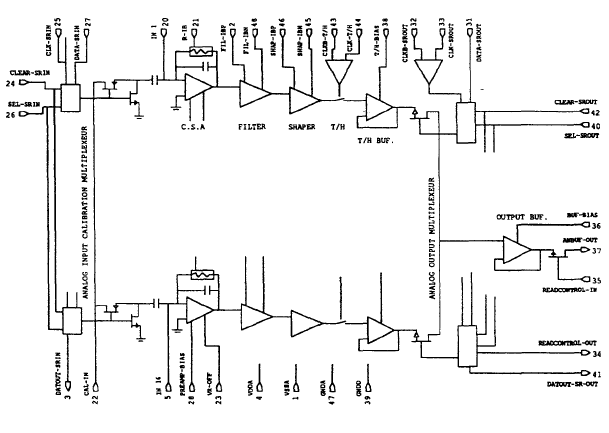 CLK-SRIN
25
DATA-SRIN
27
IN 1
20
R-IB
21
FIL-IBP
2
FIL-IBN
48
SHAP-IBP
46
SHAP-IBN
45
CLKB-T/H
43
CLK-T/H
44
T/H-BIAS
38
CLKB-SROUT
32
CLK-SROUT
33
DATA-SROUT
31
CLEAR-SRIN
24
SEL-SRIN
26
C.S.A
FILTER
SHAPER
T/H
T/H BUF.
CLEAR-SROUT
42
SEL-SROUT
40
ANALOG INPUT CALIBRATION MULTIPLEXEUR
ANALOG OUTPUT MULTIPLEXEUR
OUTPUT BUF.
BUF-BIAS
36
ANBUF-OUT
37
35
READCONTROL-IN
READCONTROL-OUT
34
41
DATOUT-SR-OUT
DATOUT-SRIN
3
CAL-IN
22
IN 16
5
PREAMP-BIAS
28
VR-OFF
23
VDDA
4
VSSA
1
GNDA
47
GNDD
39